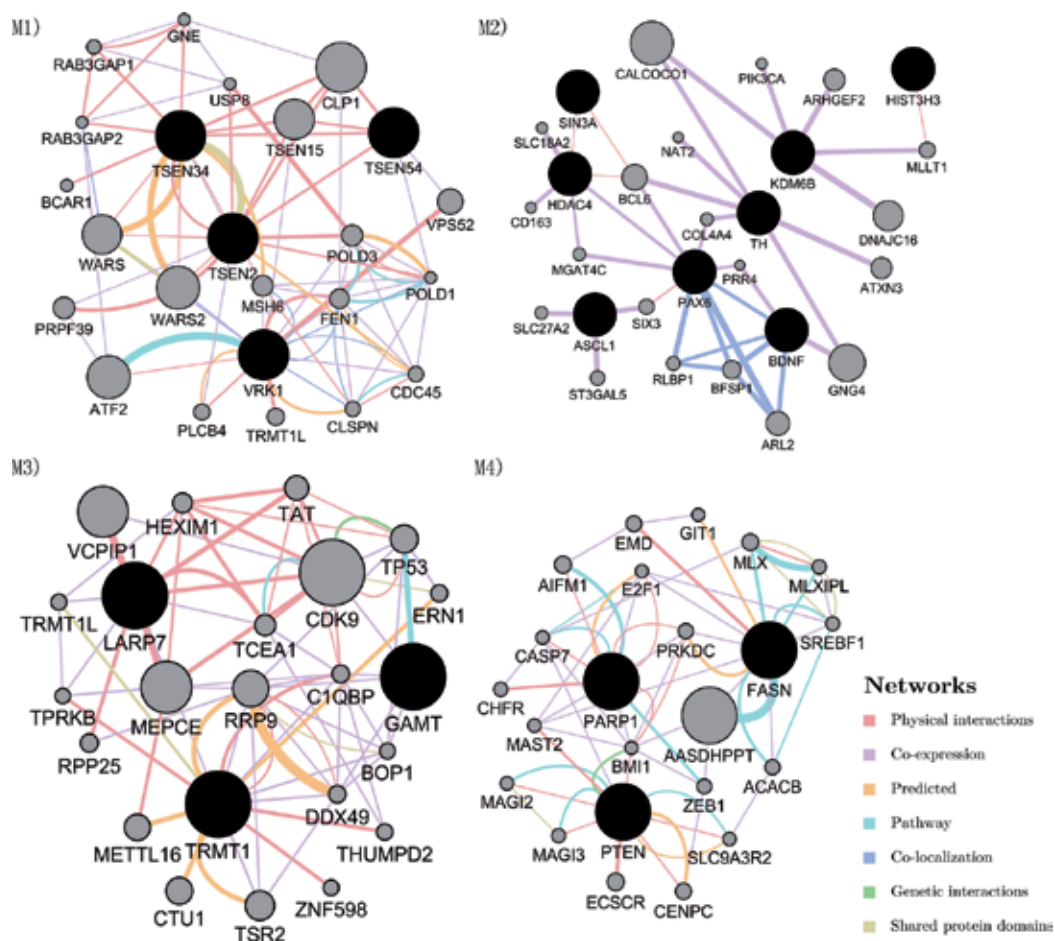 M1)
GNE
RAB3GAP1
USP8
CLP1
RAB3GAP2
TSEN34
TSEN15
TSEN54
BCAR1
VPS52
WARS
TSEN2
POLD3
POLD1
PRPF39
WARS2
MSH6
FEN1
ATF2
VRK1
CDC45
PLCB4
TRMT1L
CLSPN
M2)
CALCOCO1
PIK3CA
ARHGEF2
HIST3H3
SIN3A
SLC18A2
NAT2
MLLT1
HDAC4
BCL6
KDM6B
CD163
COL4A4
TH
DNAJC16
MGAT4C
PRR4
ATXN3
PAX6
SLC27A2
SIX3
ASCL1
BDNF
RLBP1
BFSP1
GNG4
ST3GAL5
ARL2
M3)
HEXIM1
TAT
VCPIP1
TP53
CDK9
ERN1
TRMT1L
LARP7
TCEA1
C1QBP
TPRKB
MEPCE
RRP9
GAMT
RPP25
BOP1
DDX49
METTL16
TRMT1
THUMPD2
CTU1
TSR2
ZNF598
M4)
GIT1
EMD
MLX
AIFM1
E2F1
MLXIPL
CASP7
PRKDC
SREBF1
FASN
CHFR
PARP1
AASDHPPT
MAST2
BMI1
ACACB
MAGI2
ZEB1
MAGI3
PTEN
SLC9A3R2
ECSCR
CENPC
Networks
Physical interactions
Co-expression
Predicted
Pathway
Co-localization
Genetic interactions
Shared protein domains